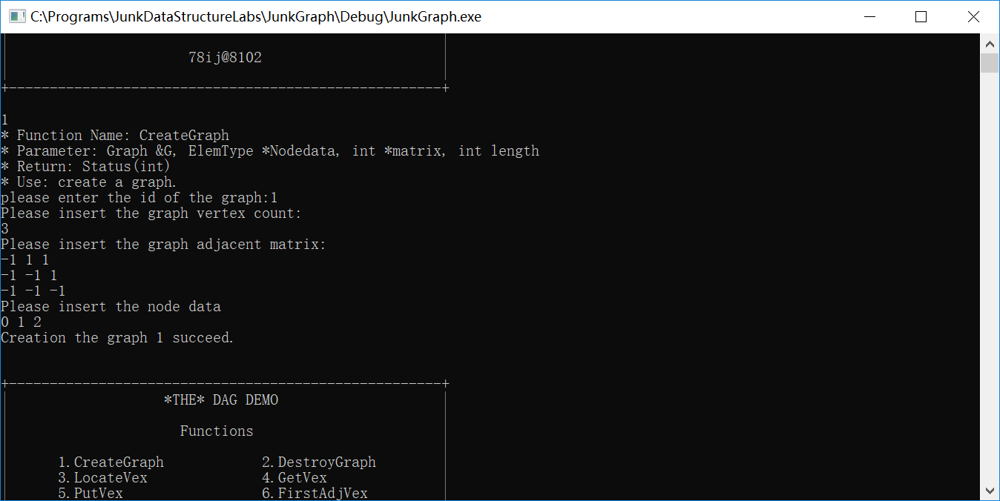 C:\Programs\JunkDataStructureLabs\JunkGraph\Debug\JunkGraph.exe
78ij@8102
+-----------------------------------------------------+
1
* Function Name: CreateGraph
* Parameter: Graph &G, ElemType *Nodedata, int *matrix, int length
* Return: Status(int)
* Use: create a graph.
please enter the id of the graph:1
Please insert the graph vertex count:
3
Please insert the graph adjacent matrix:
-1 1 1
-1 -1 1
-1 -1 -1
Please insert the node data
0 1 2
Creation the graph 1 succeed.
+-----------------------------------------------------+
*THE* DAG DEMO
Functions
1.CreateGraph 2.DestroyGraph
3.LocateVex 4.GetVex
5.PutVex 6.FirstAdjVex